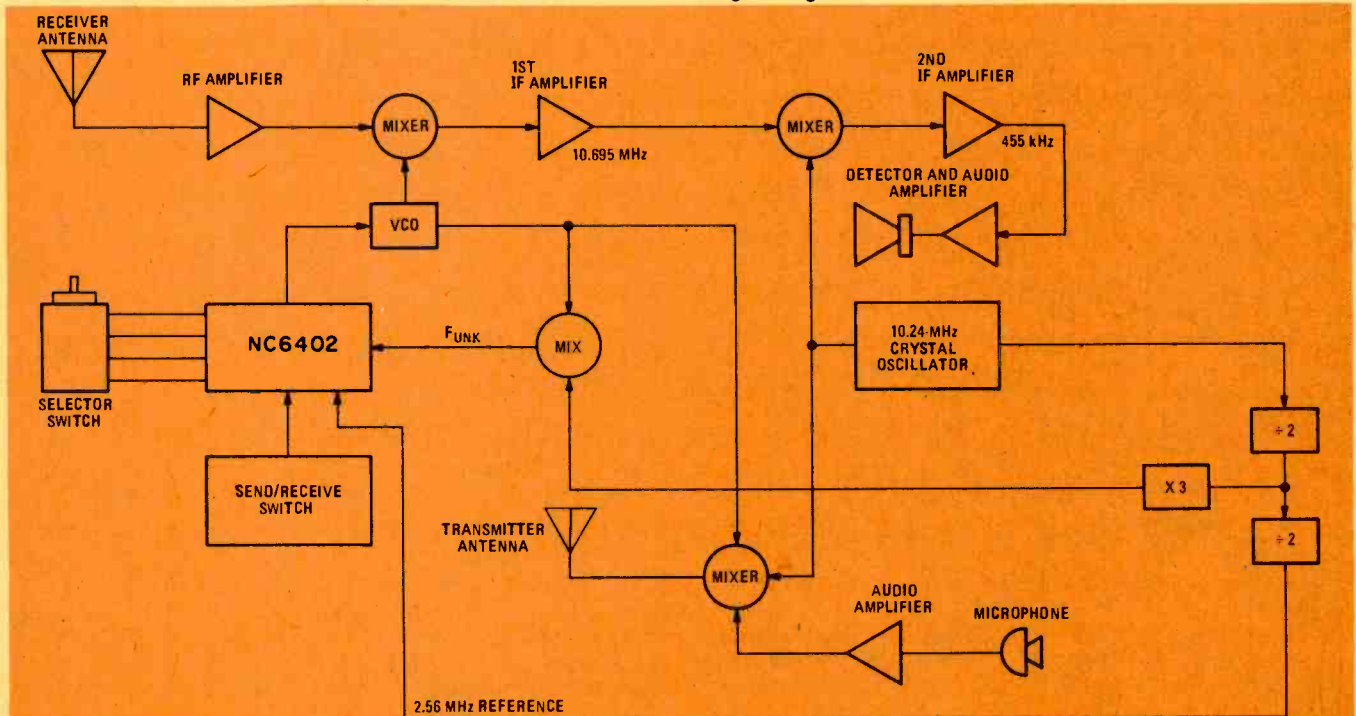 RECEIVER
ANTENNA
RF AMPLIFIER
MIXER
1ST
IF AMPLIFIER
10.695 MHz
MIXER
2ND
IF AMPLIFIER
455 kHz
DETECTOR AND AUDIO
AMPLIFIER
VCO
SELECTOR
SWITCH
NC6402
FUNK
MIX
10.24-MHz
CRYSTAL
OSCILLATOR
÷2
X3
÷2
SEND/RECEIVE
SWITCH
TRANSMITTER
ANTENNA
MIXER
AUDIO
AMPLIFIER
MICROPHONE
2.56 MHz REFERENCE